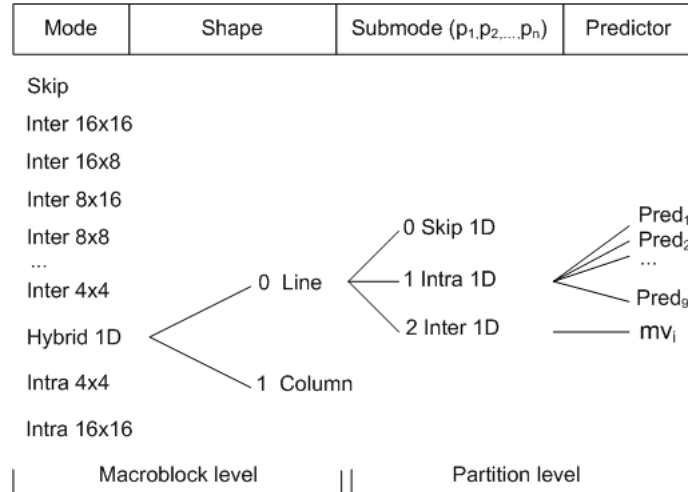 Mode Shape Submode (p₁,p₂,...,pₙ) Predictor
Skip
Inter 16x16
Inter 16x8
Inter 8x16
Inter 8x8
...
Inter 4x4
Hybrid 1D
Intra 4x4
Intra 16x16
0 Line
1 Column
0 Skip 1D
1 Intra 1D
2 Inter 1D
Pred₁
Pred₂
...
Pred₉
mvᵢ
Macroblock level
Partition level